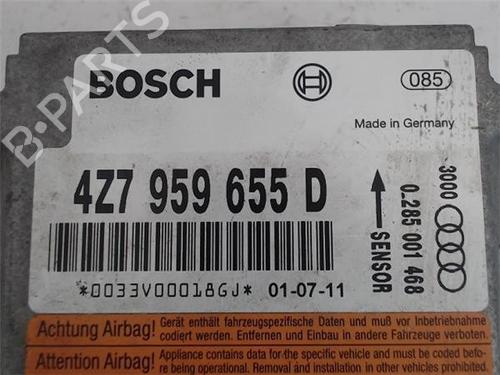 B-PARTS
BOSCH
085
Made in Germany
4Z7 959 655 D
3000
0.285 001 468
SENSOR
*0033V00018GJ* 01-07-11
Achtung Airbag! Gerät enthält fahrzeugspezifische Daten und muß vor Inbetriebnahme
codiert werden. Entfernen und Einbau in andere Fahrzeuge verboten.
Attention Airbag! Appliance contains data for the specific vehicle and must be coded
before being operational. Removal and installation in other vehicles prohibited.